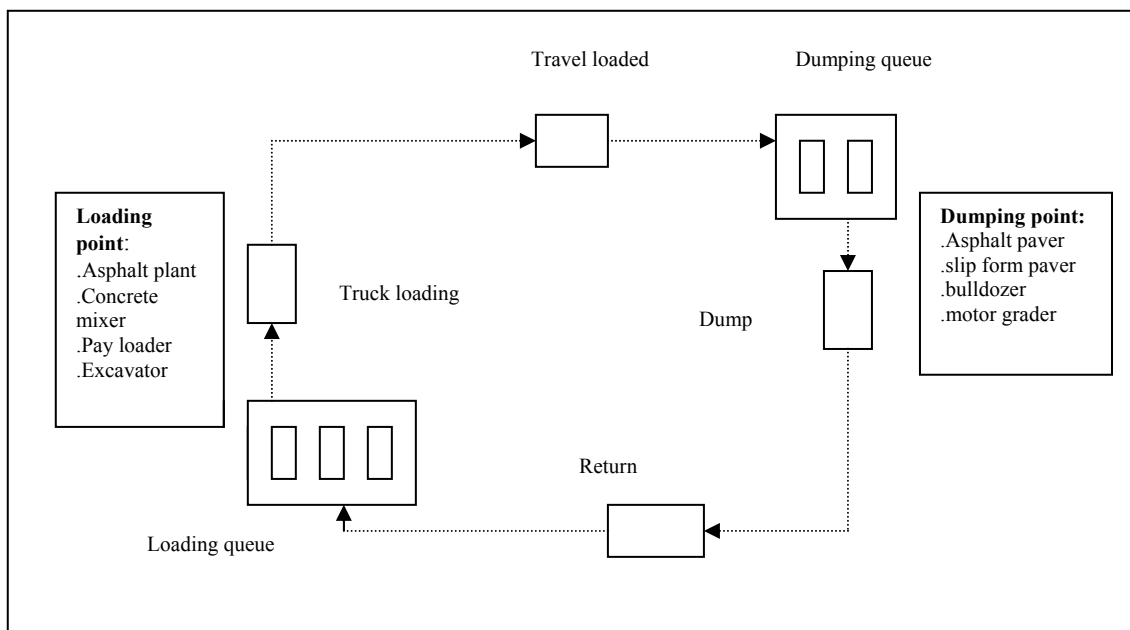 Travel loaded
Dumping queue
Loading
point:
.Asphalt plant
.Concrete
mixer
.Pay loader
.Excavator
Truck loading
Dumping point:
.Asphalt paver
.slip form paver
.bulldozer
.motor grader
Dump
Return
Loading queue